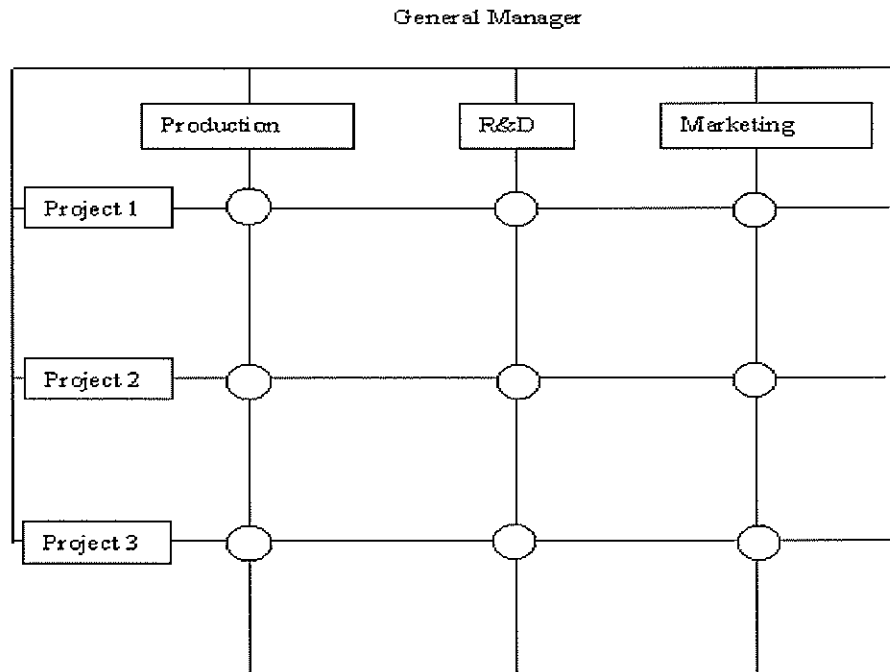 General Manager
Production
R&D
Marketing
Project 1
Project 2
Project 3